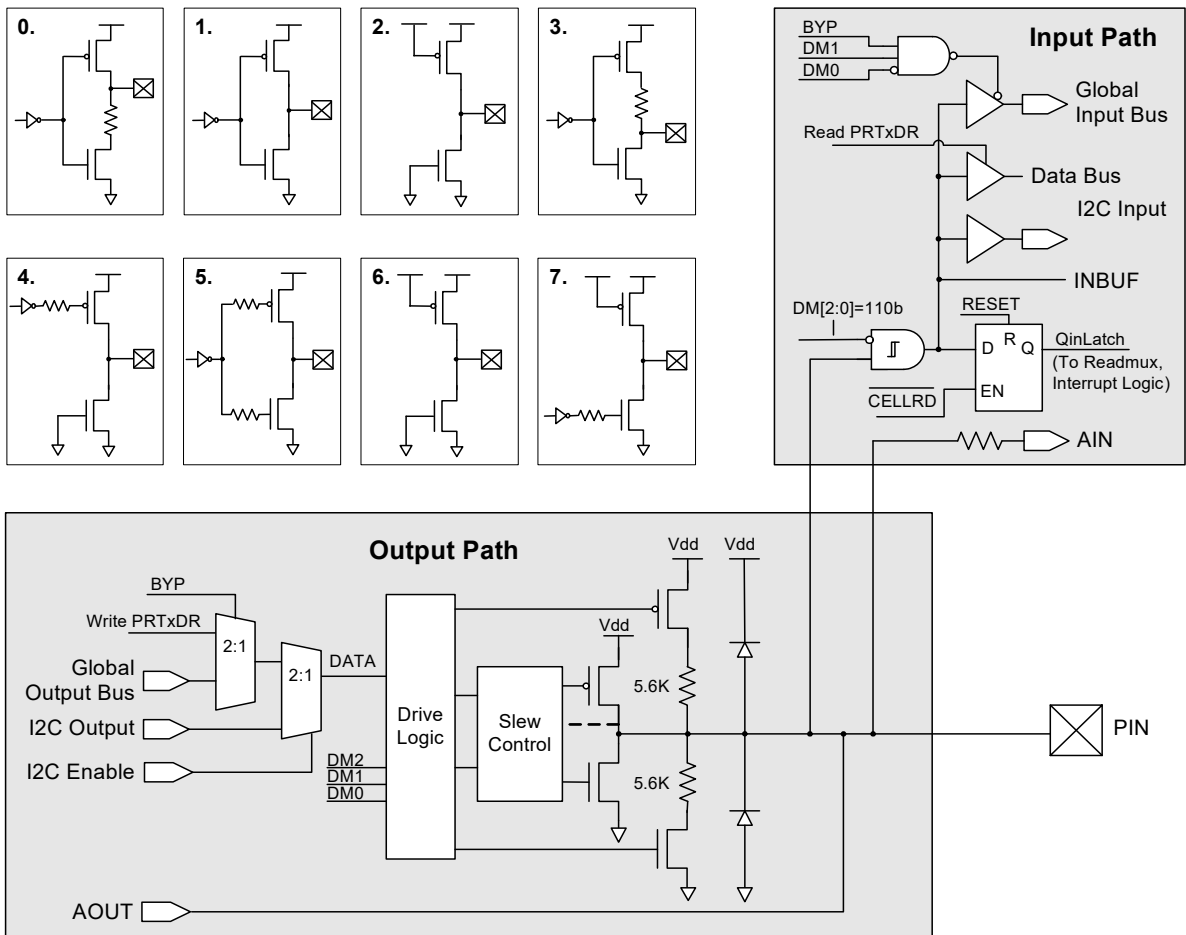 0.
1.
2.
3.
4.
5.
6.
7.
Input Path
BYP
DM1
DM0
Global
Input Bus
Read PRTxDR
Data Bus
I2C Input
INBUF
DM[2:0]=110b
RESET
D
R
Q
EN
QinLatch
(To Readmux,
Interrupt Logic)
CELLRD
AIN
Output Path
BYP
Write PRTxDR
2:1
Global
Output Bus
2:1
DATA
I2C Output
I2C Enable
DM2
DM1
DM0
Drive
Logic
Slew
Control
Vdd
Vdd
Vdd
5.6K
5.6K
PIN
AOUT